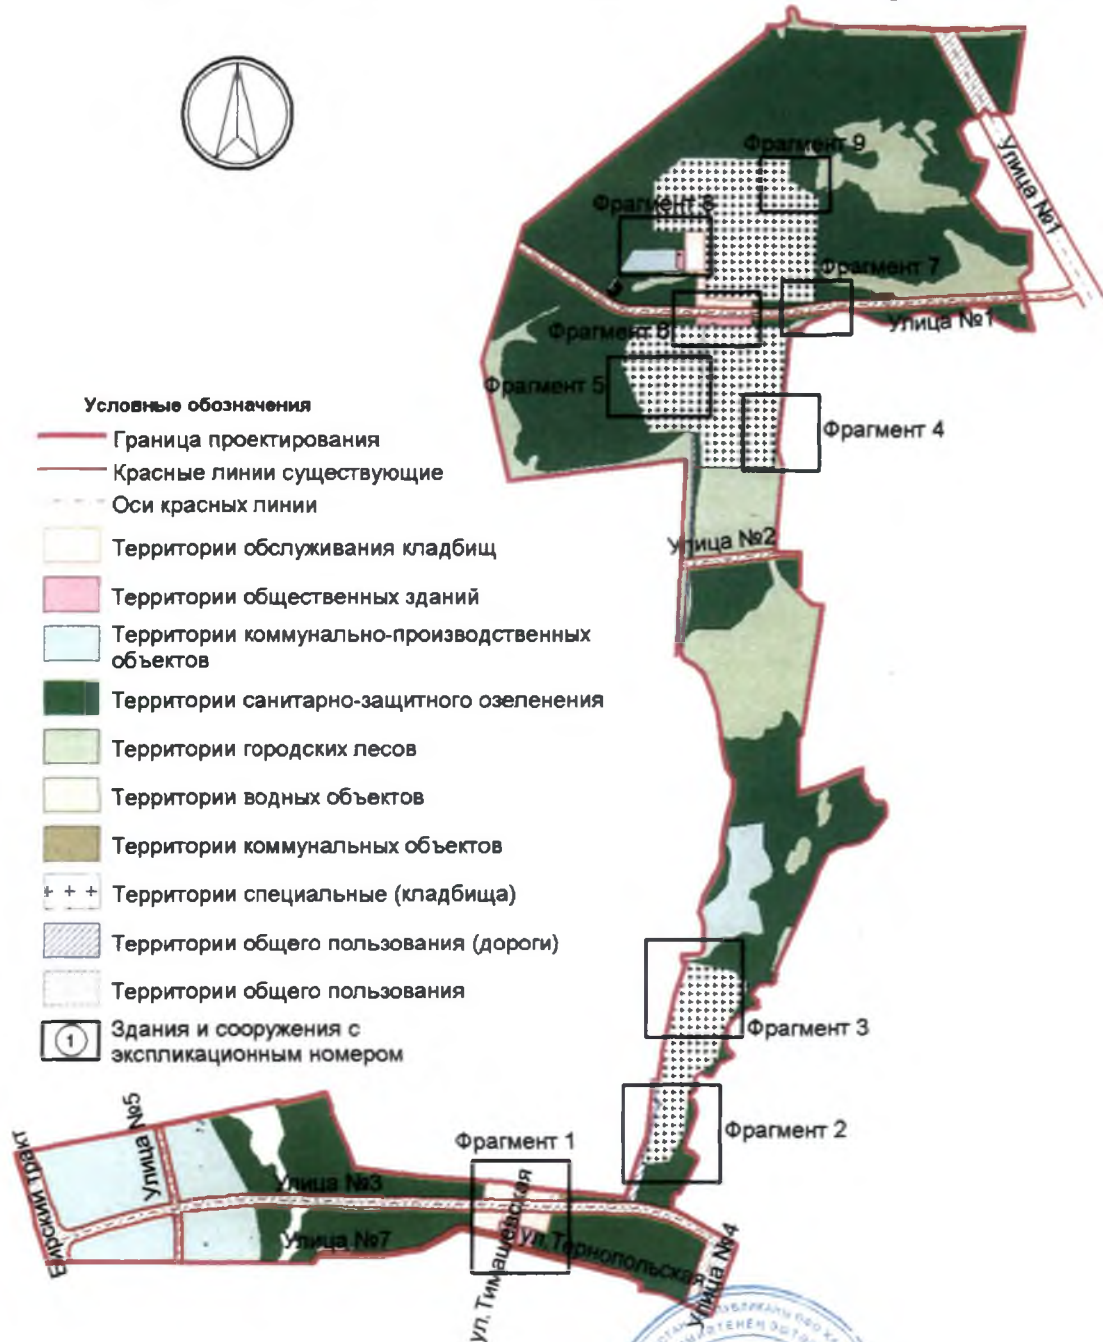 Фрагмент 9
Улица №1
Фрагмент 8
Фрагмент 7
Улица №1
Фрагмент 6
Фрагмент 5
Фрагмент 4
Улица №2
Условные обозначения
Граница проектирования
Красные линии существующие
Оси красных линии
Территории обслуживания кладбищ
Территории общественных зданий
Территории коммунально-производственных
объектов
Территории санитарно-защитного озеленения
Территории городских лесов
Территории водных объектов
Территории коммунальных объектов
Территории специальные (кладбища)
Территории общего пользования (дороги)
Территории общего пользования
1
Здания и сооружения с
экспликационным номером
Фрагмент 3
Фрагмент 2
Фрагмент 1
Бирский тракт
Улица №5
Улица №3
Улица №7
ул.Тимашевская
ул.Тернопольская
Улица №4